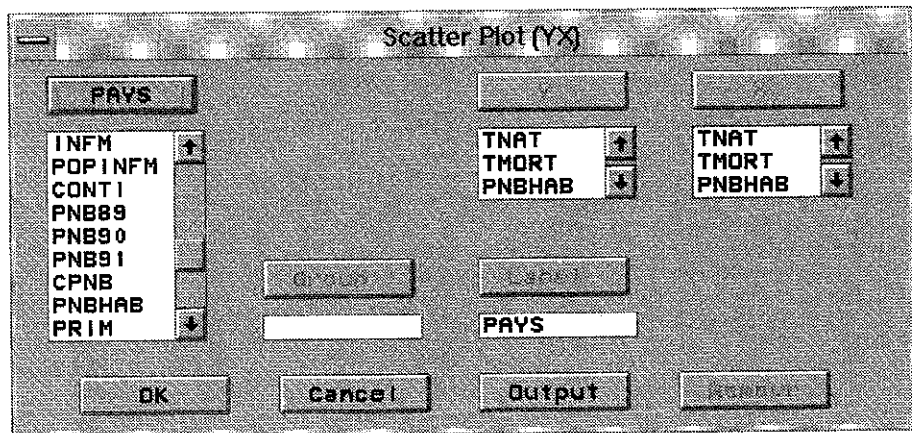 Scatter Plot (YX)
PAYS
Y
INFM
POPINFM
CONTI
PNB89
PNB90
PNB91
CPNB
PNBHAB
PRIM
TNAT
TMORT
PNBHAB
TNAT
TMORT
PNBHAB
Group
Label
PAYS
OK
Cancel
Output